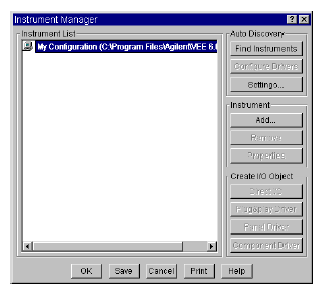 Instrument Manager
Instrument List
My Configuration (C:\Program Files\Agilent\VEE 6.
Auto Discovery
Find Instruments
Configure Drivers
Settings...
Instrument
Add...
Remove
Properties
Create I/O Object
Direct I/O
Plug&play Driver
Panel Driver
Component Driver
OK Save Cancel Print Help